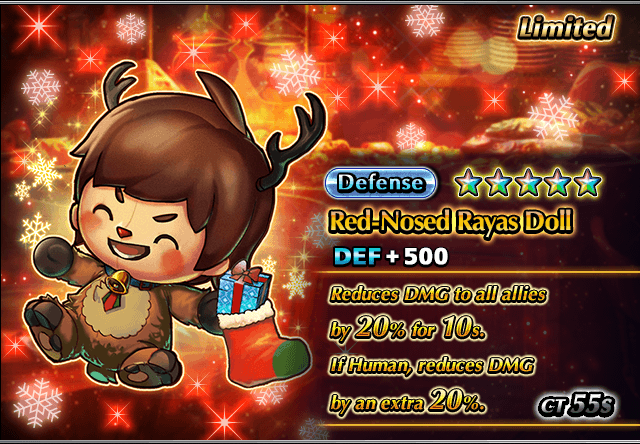 Limited
Defense
Red-Nosed Rayas Doll
DEF + 500
Reduces DMG to all allies
by 20% for 10s.
If Human, reduces DMG
by an extra 20%.
CT 55s